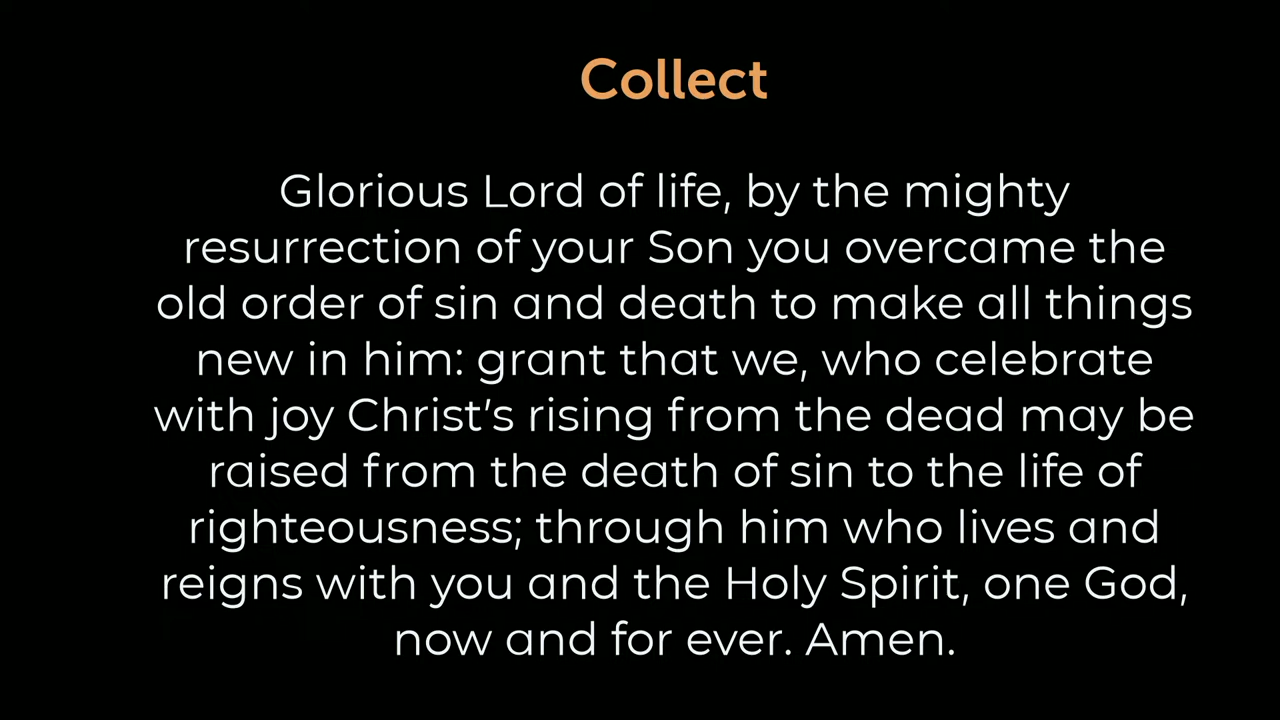 Collect
Glorious Lord of life, by the mighty
resurrection of your Son you overcame the
old order of sin and death to make all things
new in him: grant that we, who celebrate
with joy Christ's rising from the dead may be
raised from the death of sin to the life of
righteousness; through him who lives and
reigns with you and the Holy Spirit, one God,
now and for ever. Amen.